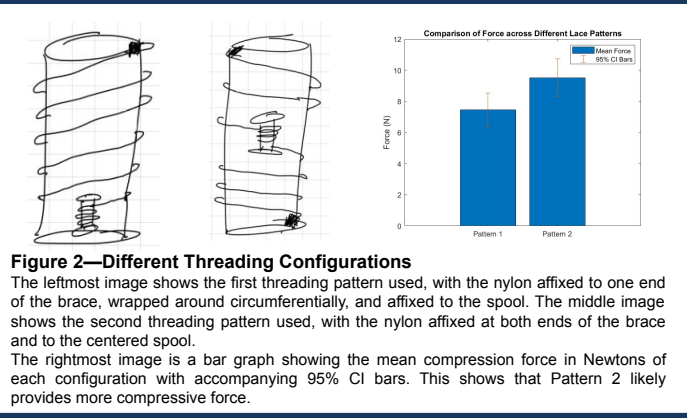 Comparison of Force across Different Lace Patterns
Mean Force
95% CI Bars
12
10
8
6
4
2
0
Force (N)
Pattern 1
Pattern 2
Figure 2—Different Threading Configurations
The leftmost image shows the first threading pattern used, with the nylon affixed to one end
of the brace, wrapped around circumferentially, and affixed to the spool. The middle image
shows the second threading pattern used, with the nylon affixed at both ends of the brace
and to the centered spool.
The rightmost image is a bar graph showing the mean compression force in Newtons of
each configuration with accompanying 95% CI bars. This shows that Pattern 2 likely
provides more compressive force.